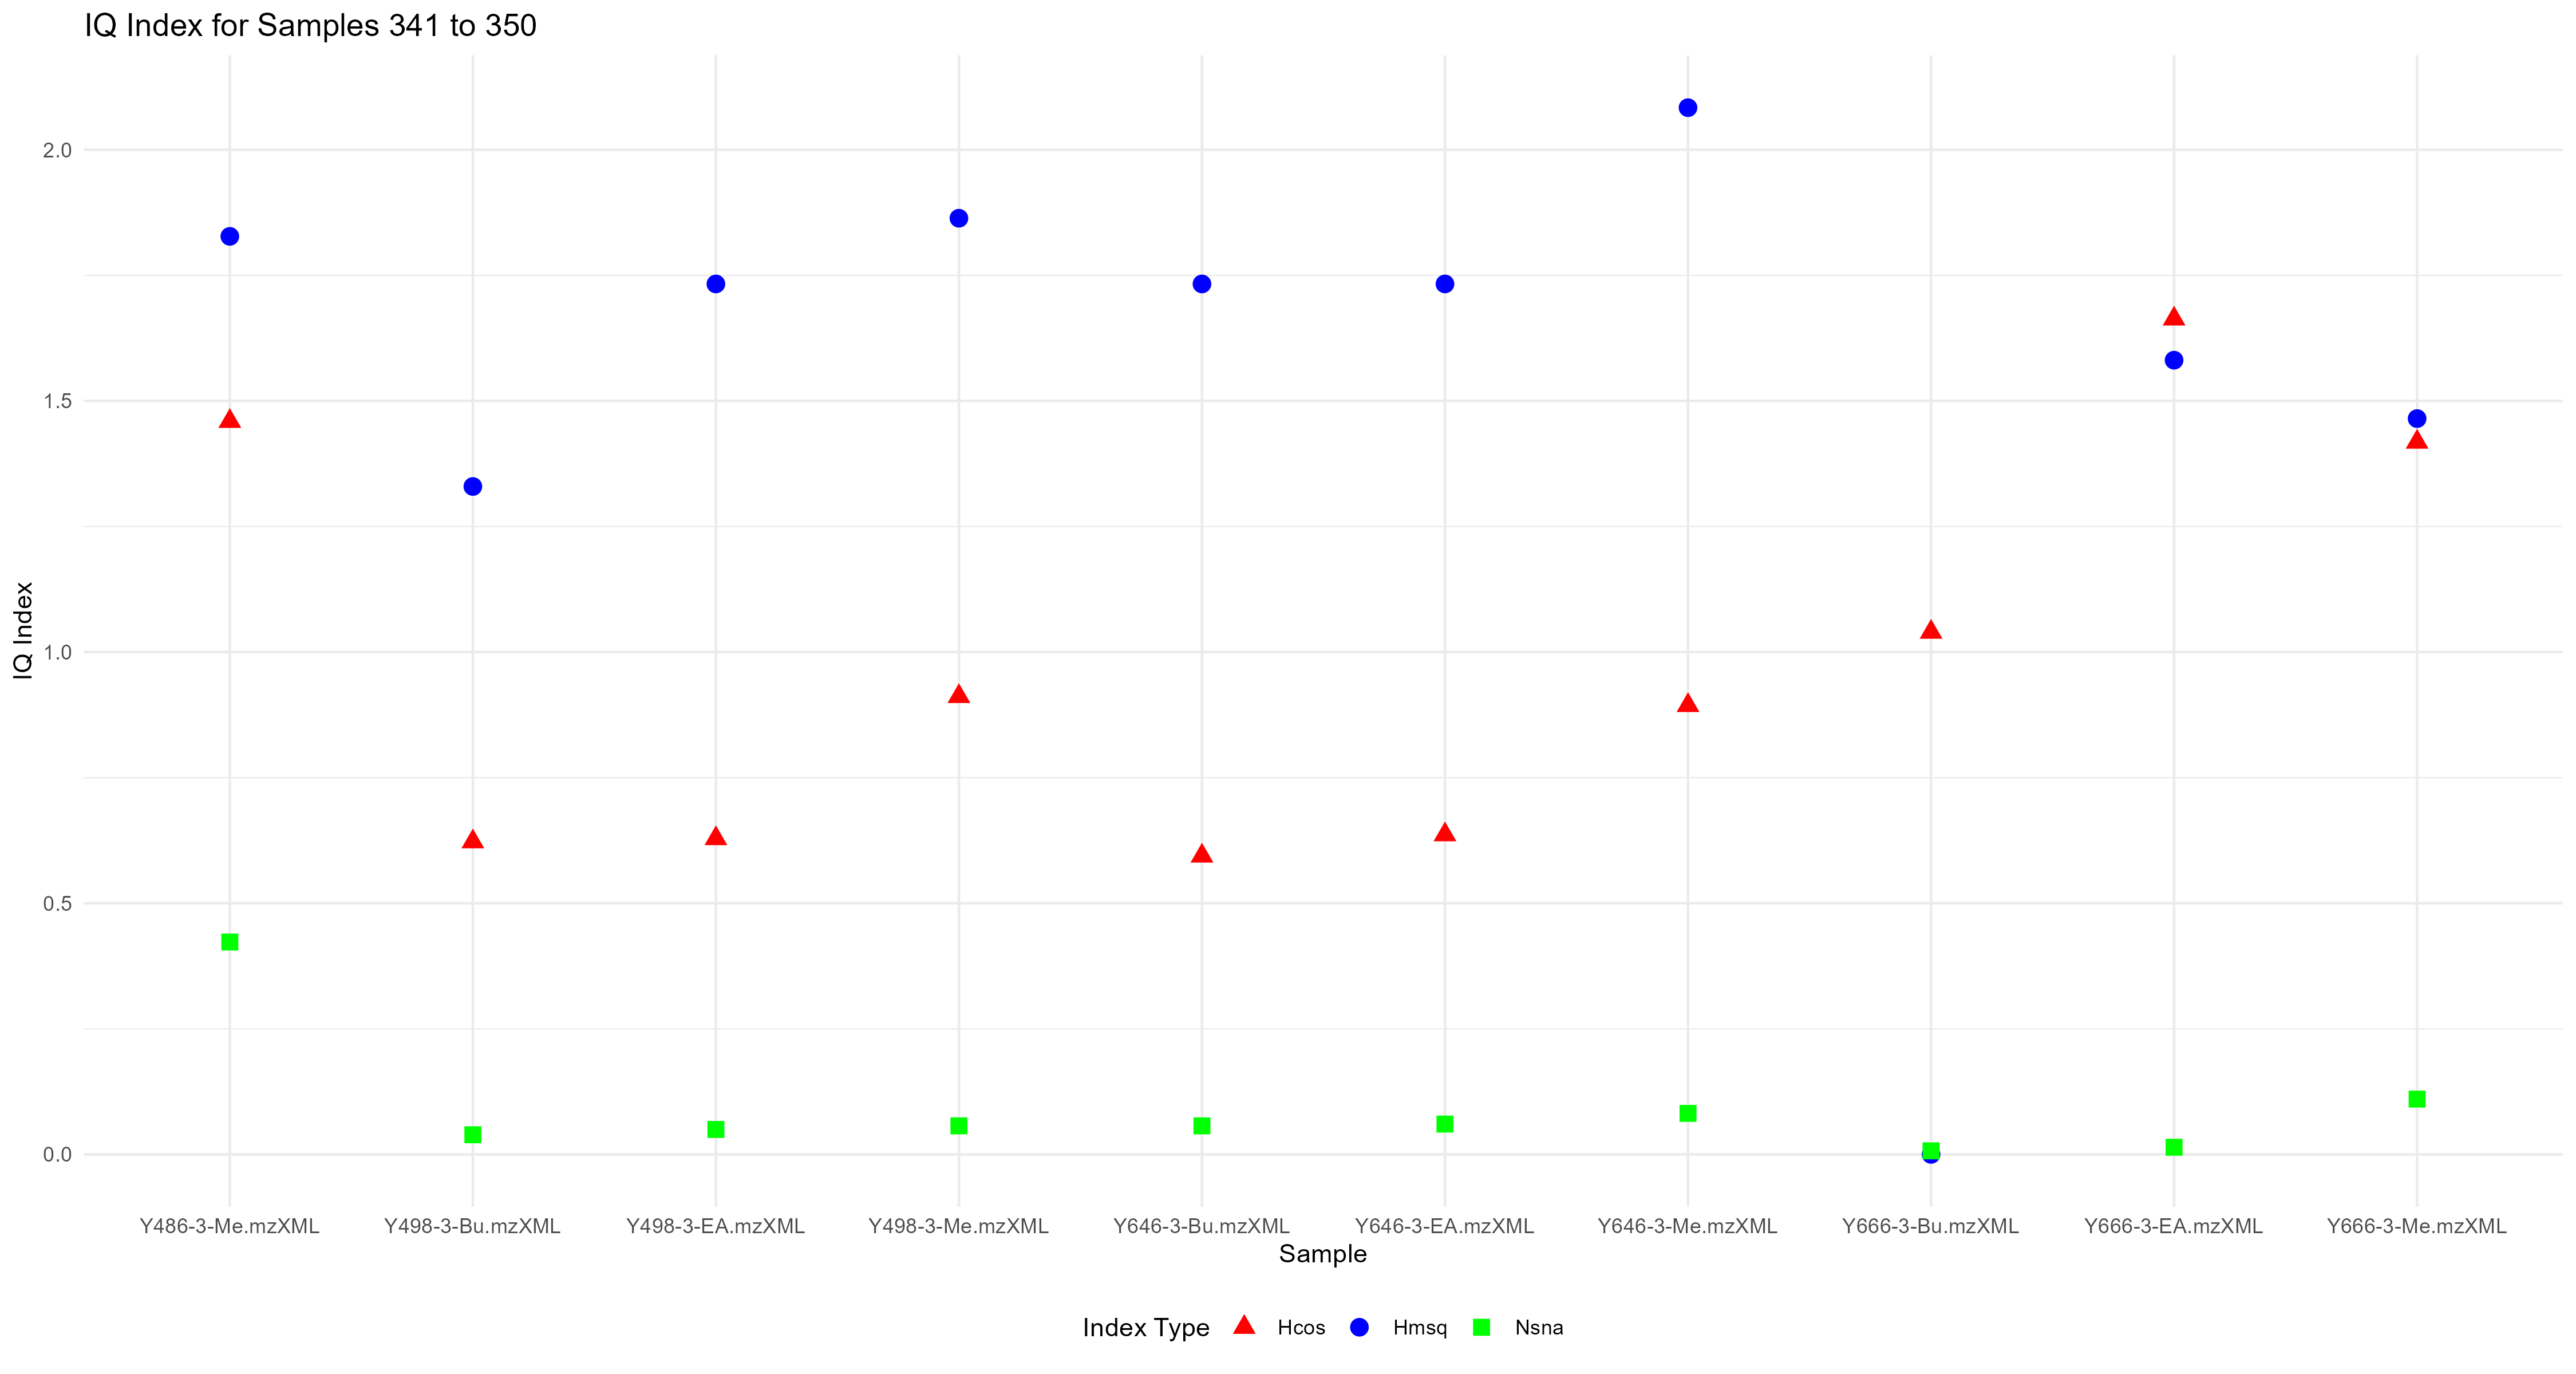 IQ Index for Samples 341 to 350
IQ Index
2.0
1.5
1.0
0.5
0.0
Y486-3-Me.mzXML Y498-3-Bu.mzXML Y498-3-EA.mzXML Y498-3-Me.mzXML Y646-3-Bu.mzXML Y646-3-EA.mzXML Y646-3-Me.mzXML Y666-3-Bu.mzXML Y666-3-EA.mzXML Y666-3-Me.mzXML
Sample
Index Type Hcos Hmsq Nsna